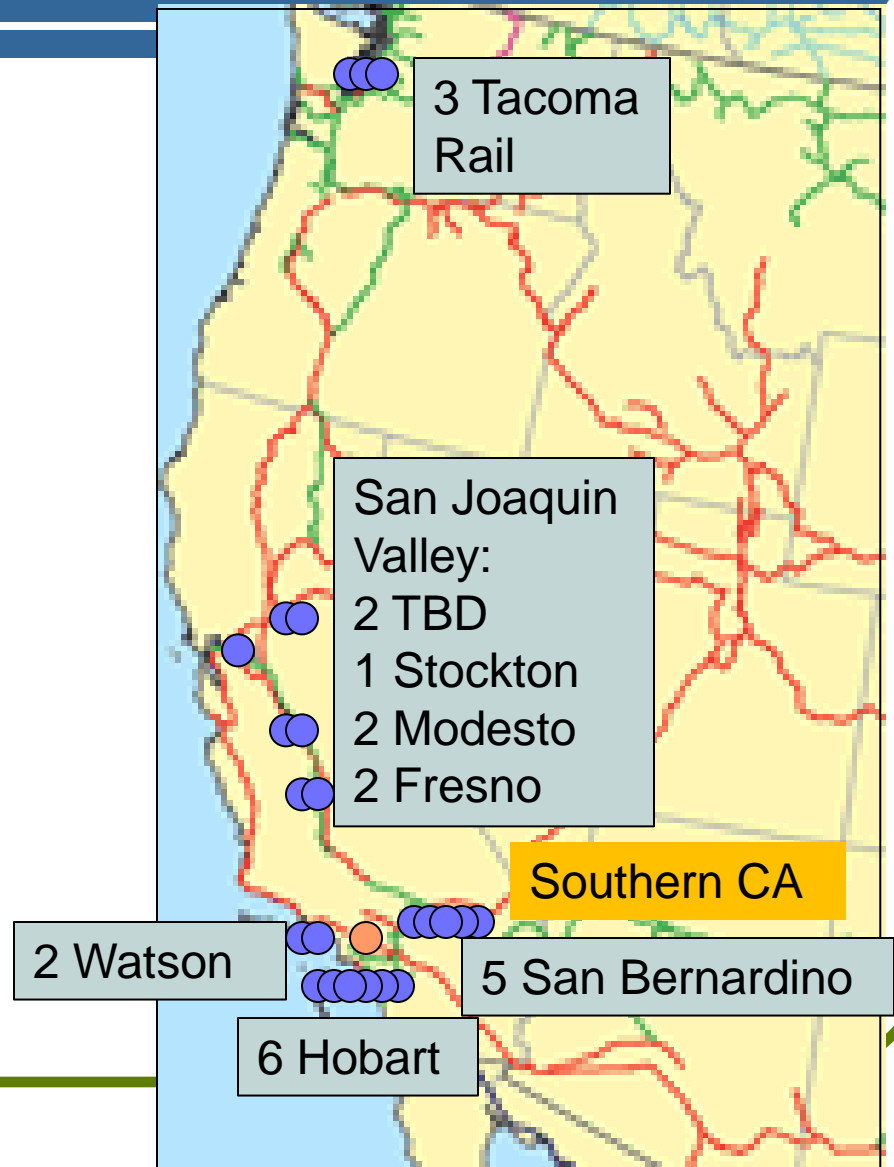 3 Tacoma
Rail
San Joaquin
Valley:
2 TBD
1 Stockton
2 Modesto
2 Fresno
Southern CA
2 Watson
5 San Bernardino
6 Hobart